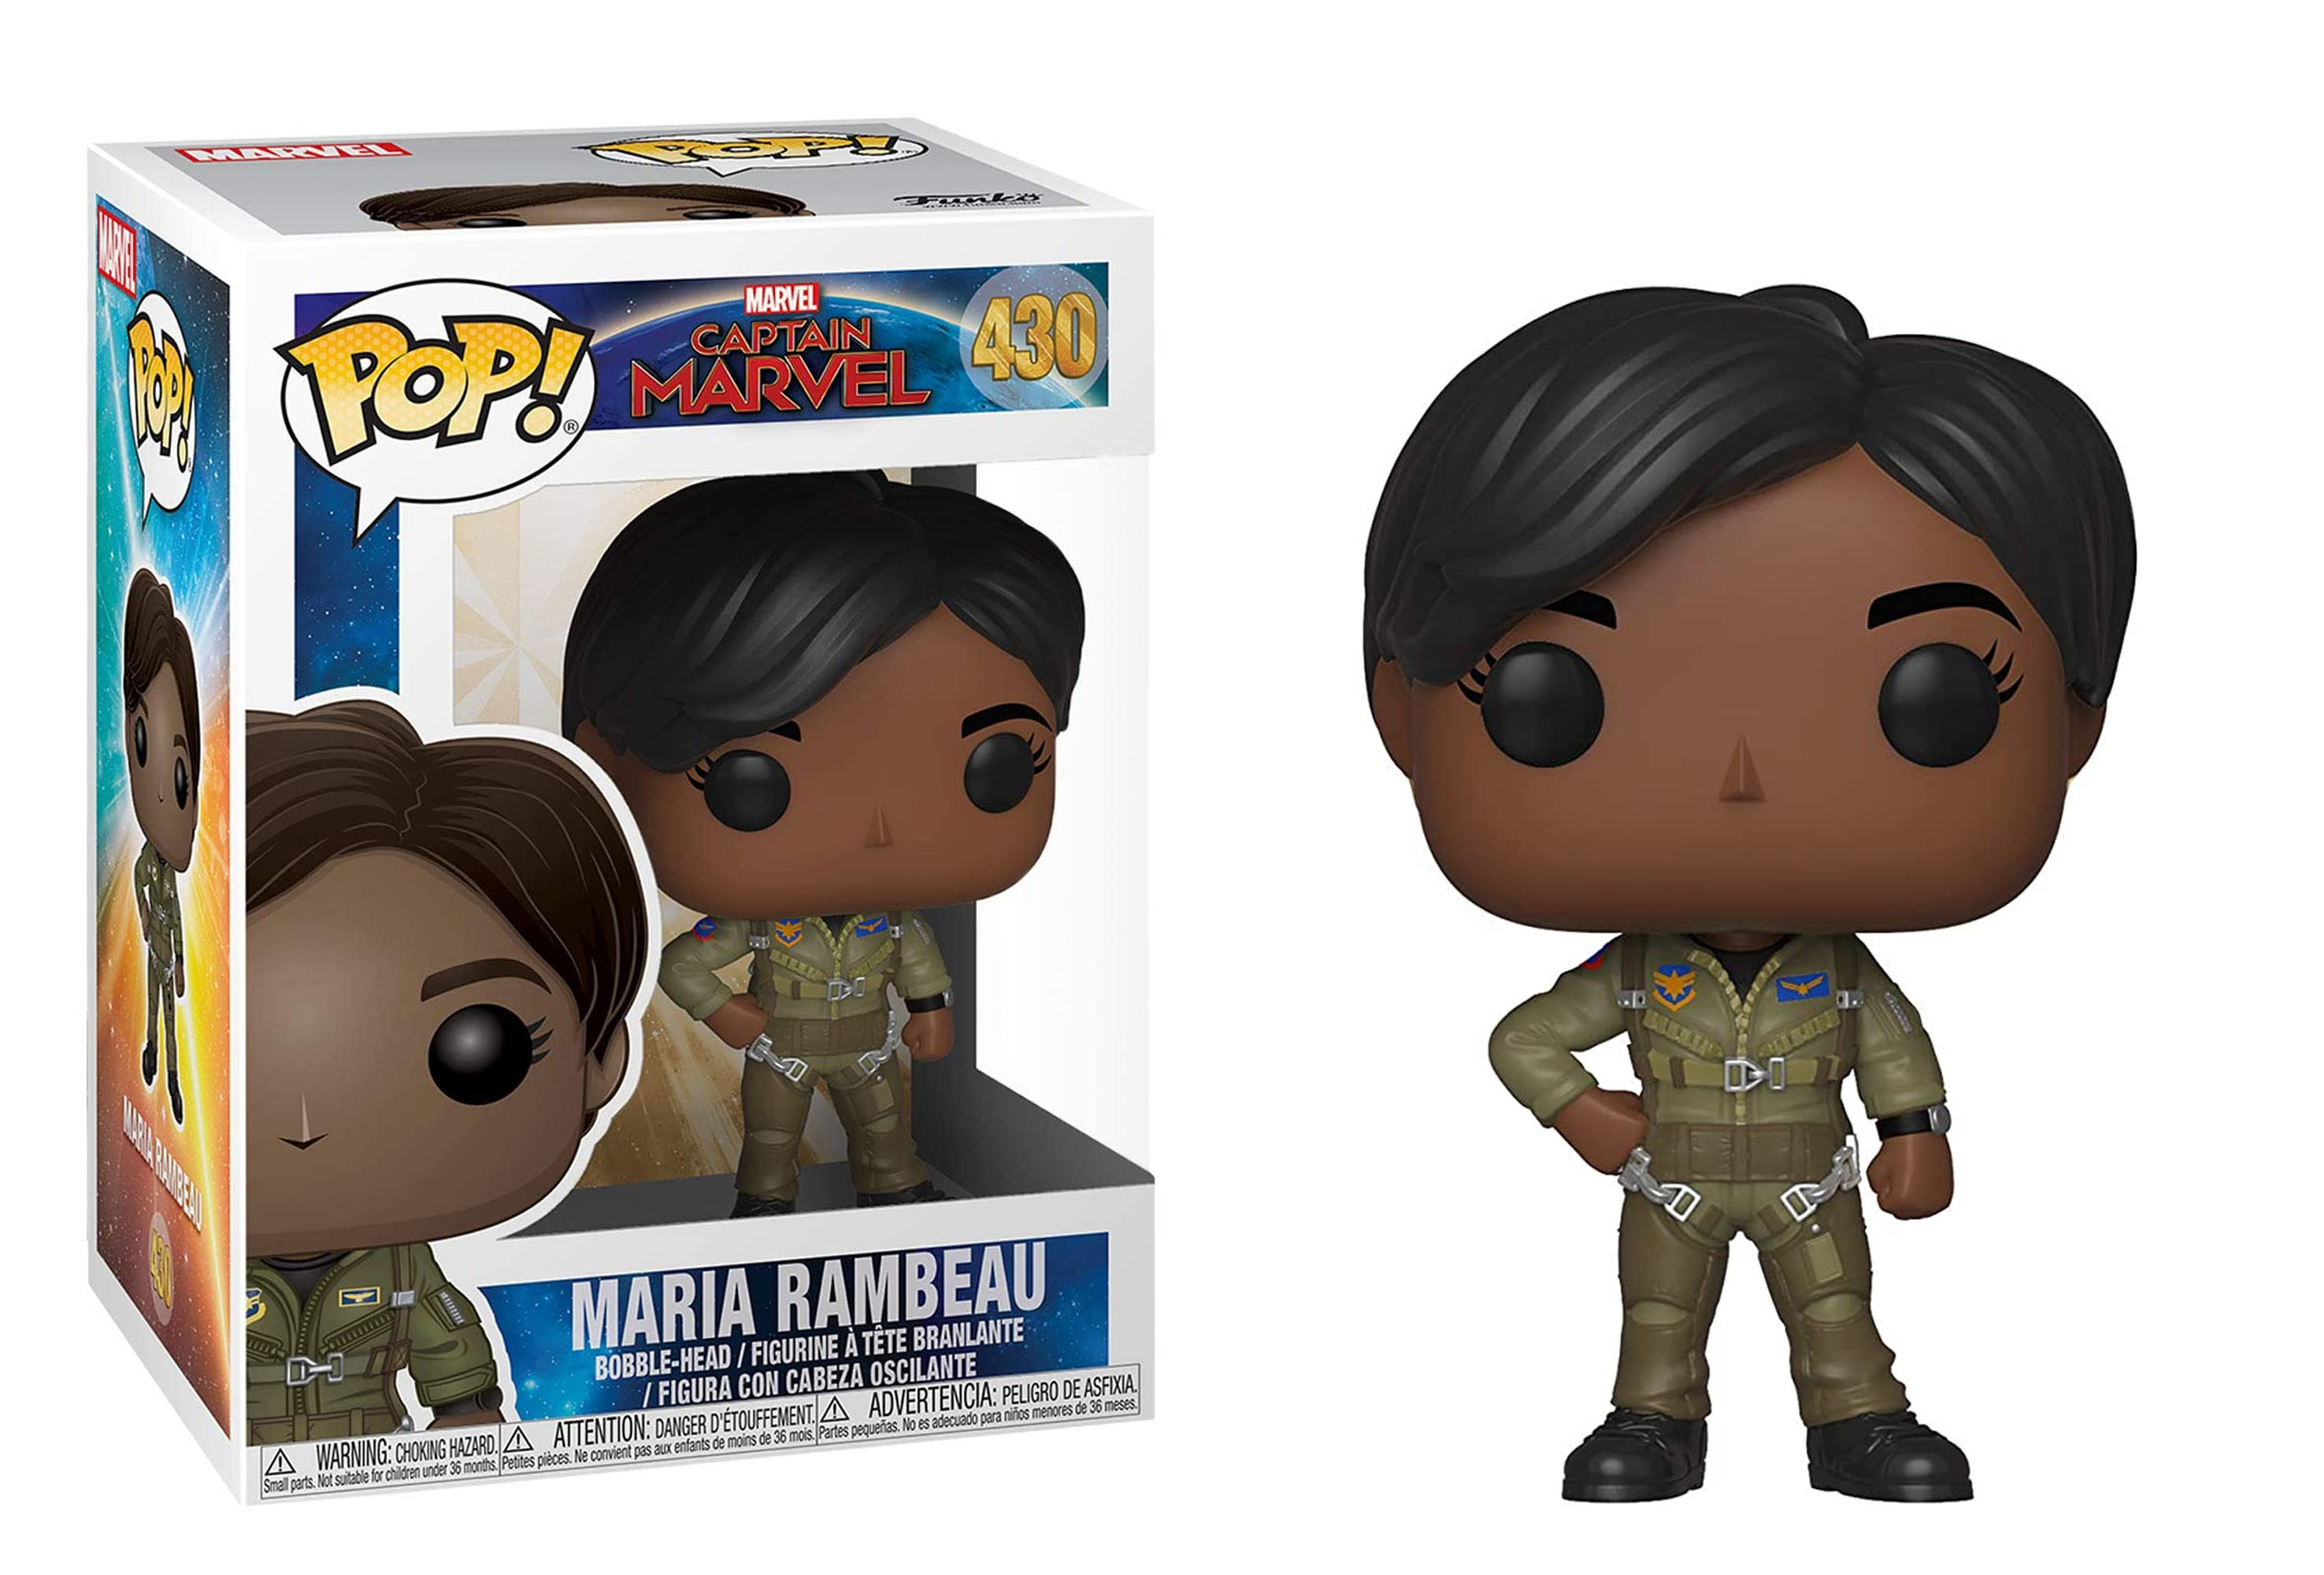 MARVEL
POP!
Funko
MARVEL
POP!
MARIA RAMBEAU
430
POP!®
MARVEL
CAPTAIN
MARVEL
430
MARIA RAMBEAU
BOBBLE-HEAD / FIGURINE À TÊTE BRANLANTE
/ FIGURA CON CABEZA OSCILANTE
WARNING: CHOKING HAZARD.
Small parts. Not suitable for children under 36 months.
ATTENTION: DANGER D'ÉTOUFFEMENT.
Petites pièces. Ne convient pas aux enfants de moins de 36 mois.
ADVERTENCIA: PELIGRO DE ASFIXIA.
Partes pequeñas. No es adecuado para niños menores de 36 meses.